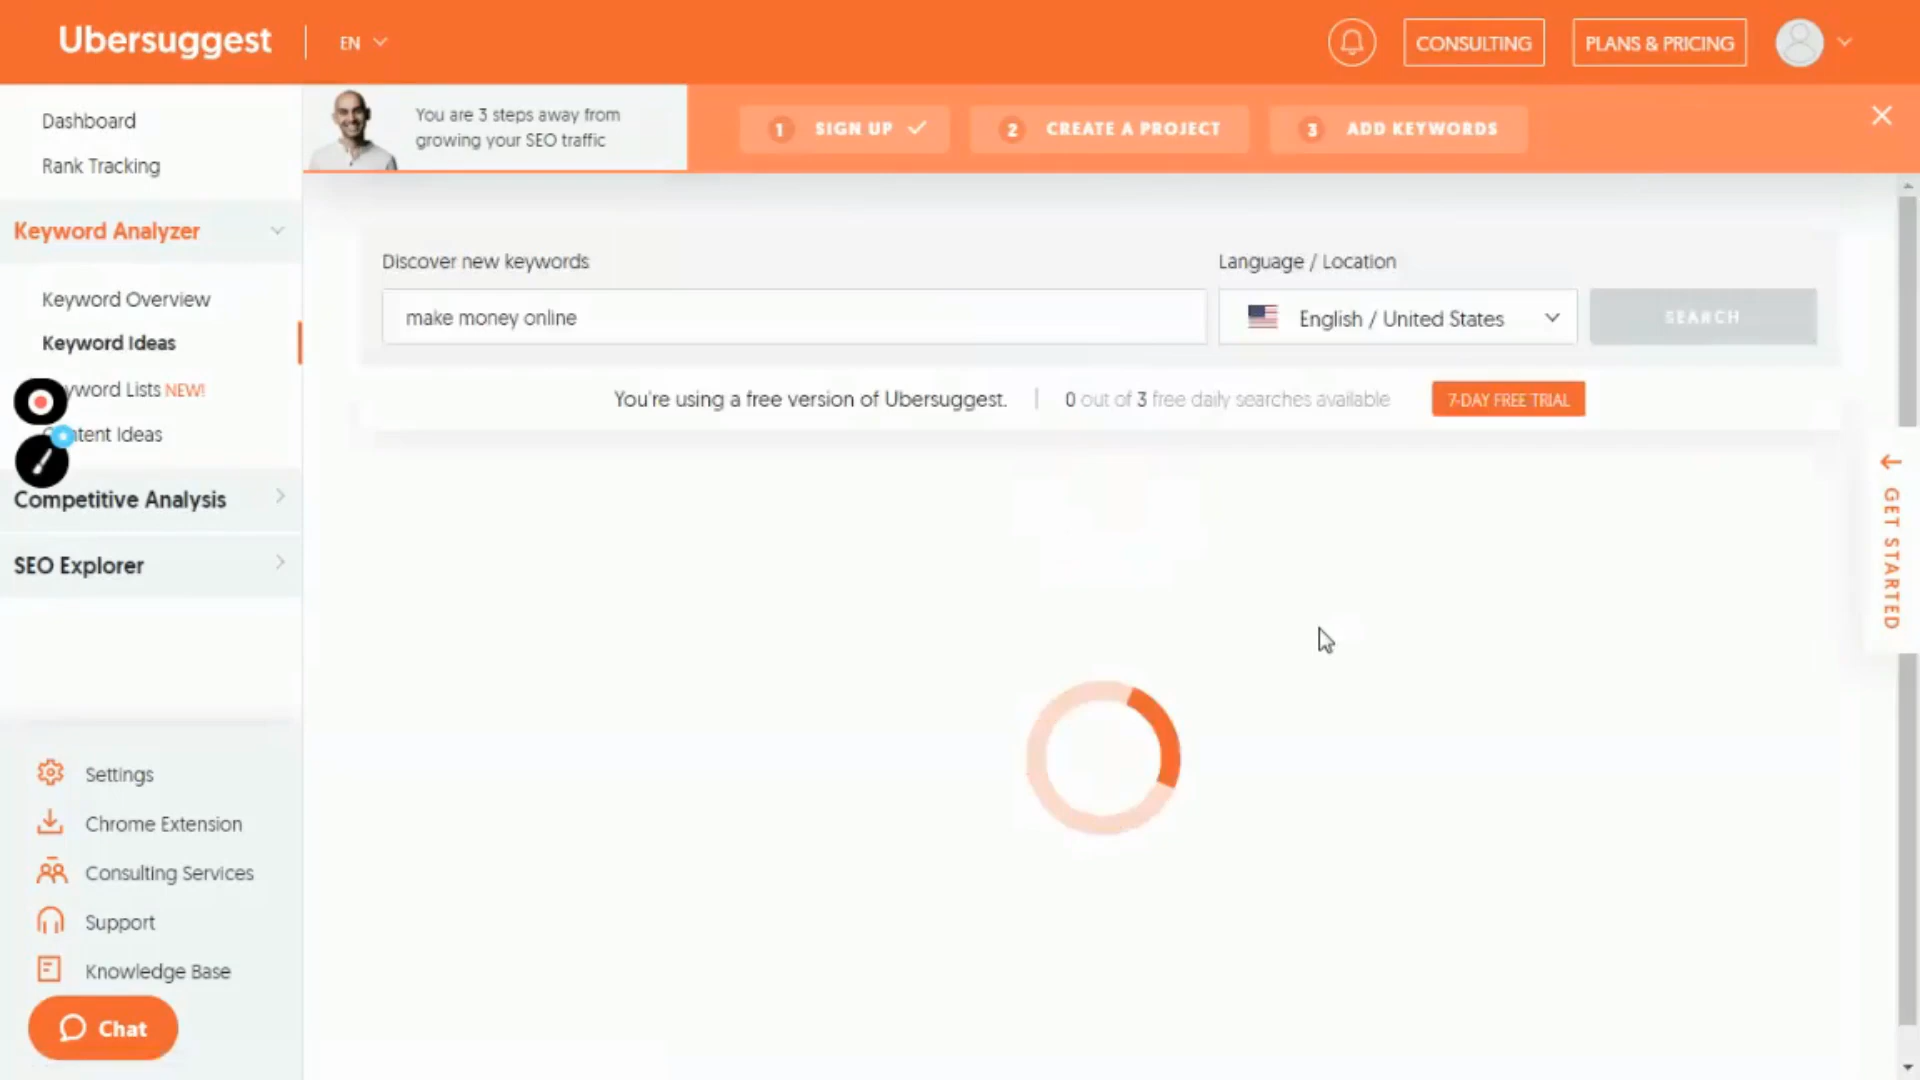 Ubersuggest
EN
CONSULTING
PLANS & PRICING
Dashboard
Rank Tracking
Keyword Analyzer
Keyword Overview
Keyword Ideas
yword Lists NEW!
tent Ideas
Competitive Analysis
SEO Explorer
Settings
Chrome Extension
Consulting Services
Support
Knowledge Base
Chat
You are 3 steps away from
growing your SEO traffic
1 SIGN UP
2 CREATE A PROJECT
3 ADD KEYWORDS
Discover new keywords
Language / Location
make money online
English / United States
SEARCH
You're using a free version of Ubersuggest. | 0 out of 3 free daily searches available
7-DAY FREE TRIAL
GET STARTED